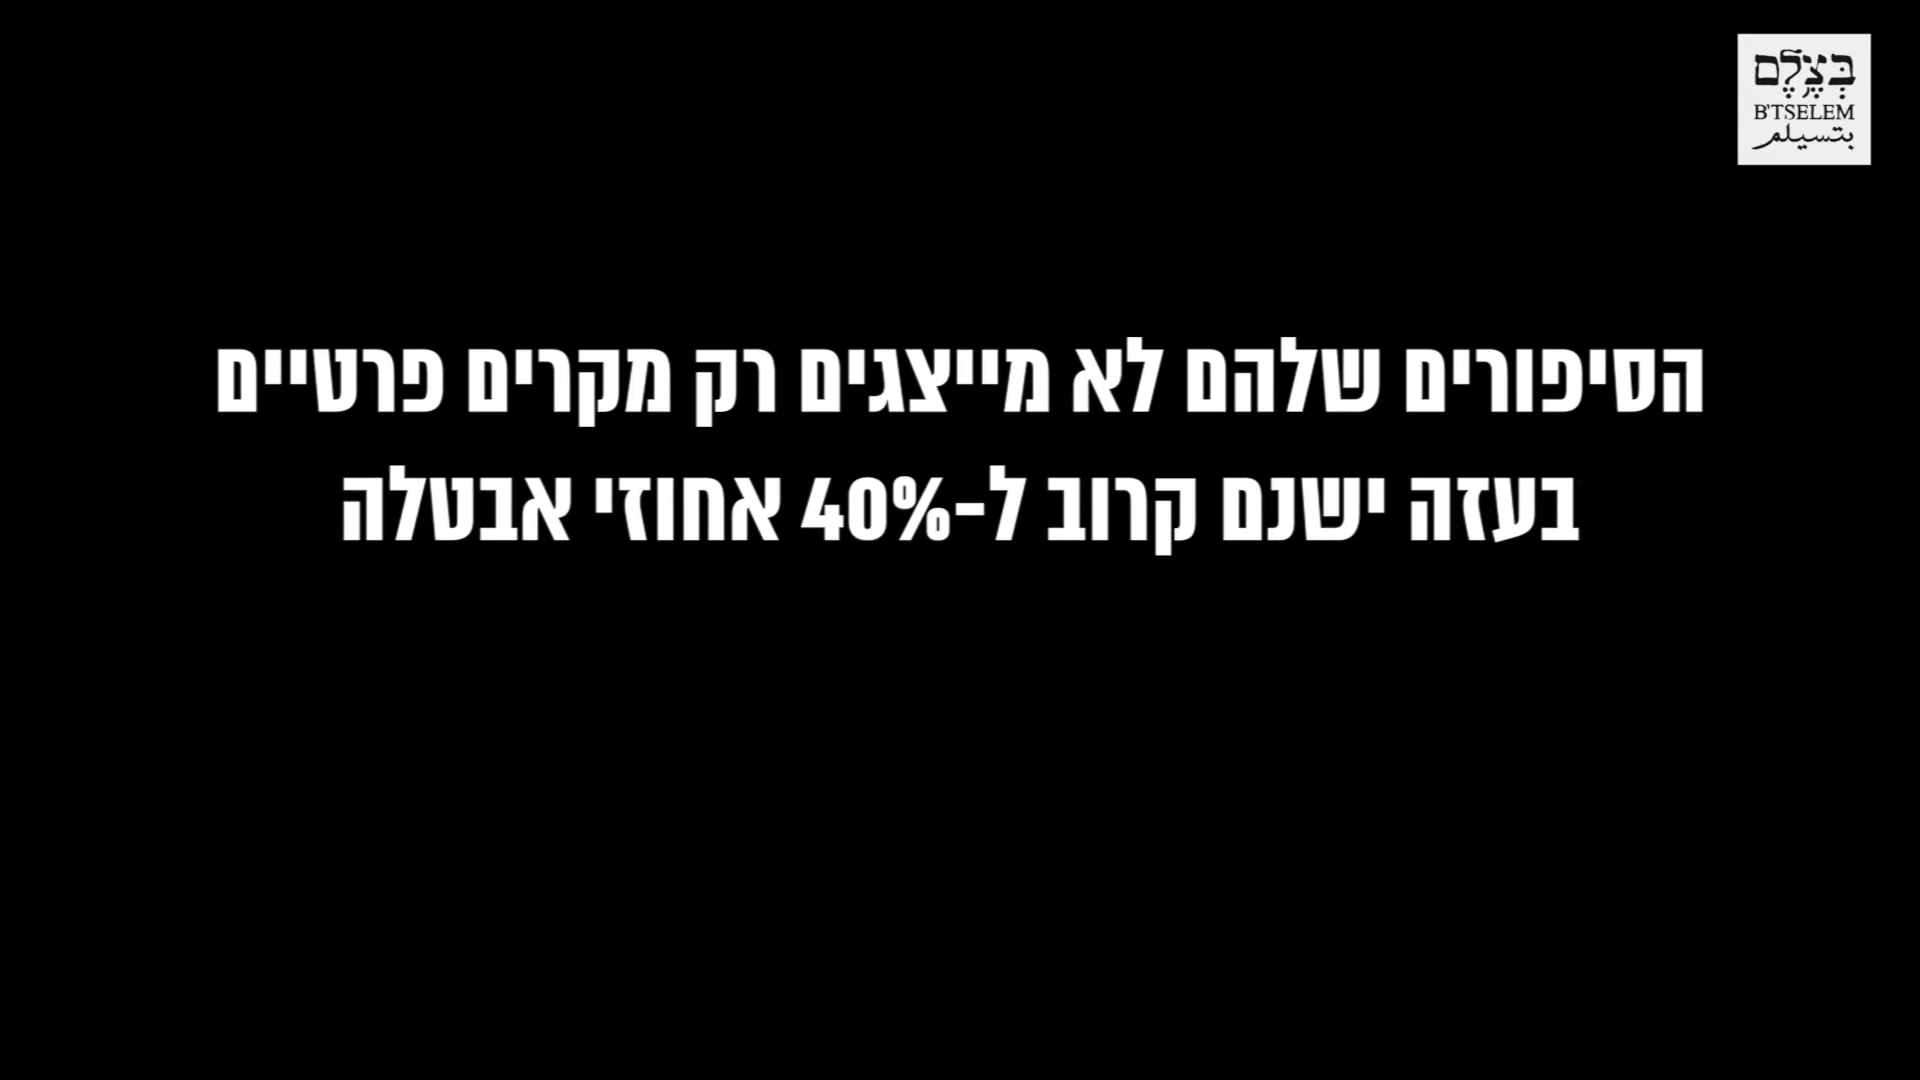 בְּצֶלֶם
B'TSELEM
بتسيلم
הסיפורים שלהם לא מייצגים רק מקרים פרטיים
בעזה ישנם קרוב ל-40% אחוזי אבטלה